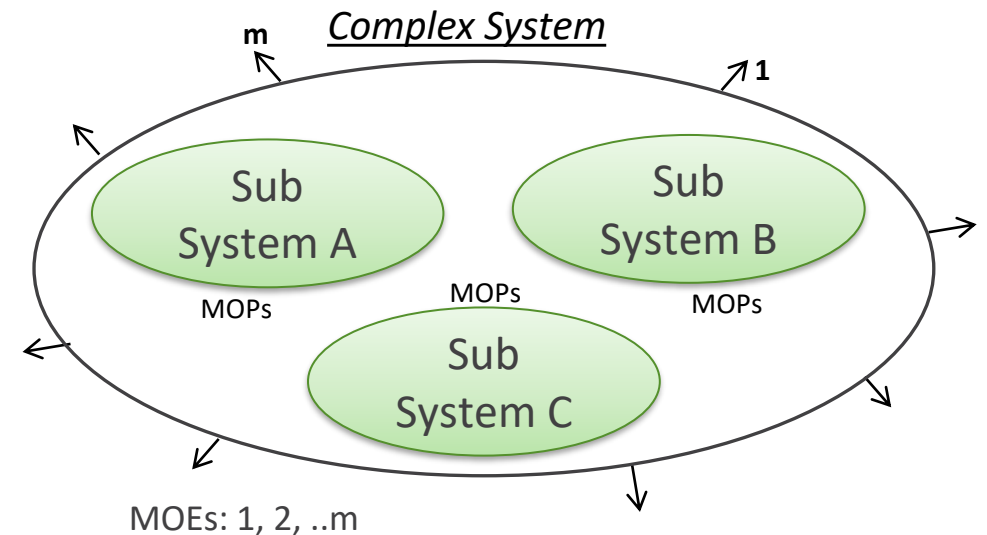 Complex System
m
1
Sub
System A
Sub
System B
MOPs
MOPs
MOPs
Sub
System C
MOEs: 1, 2, ..m